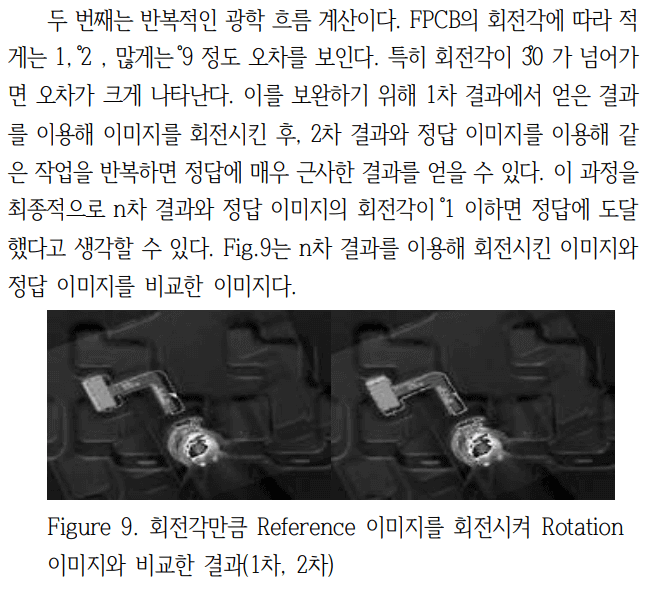 두 번째는 반복적인 광학 흐름 계산이다. FPCB의 회전각에 따라 적
게는 1, °2 , 많게는 °9 정도 오차를 보인다. 특히 회전각이 3°0 가 넘어가
면 오차가 크게 나타난다. 이를 보완하기 위해 1차 결과에서 얻은 결과
를 이용해 이미지를 회전시킨 후, 2차 결과와 정답 이미지를 이용해 같
은 작업을 반복하면 정답에 매우 근사한 결과를 얻을 수 있다. 이 과정을
최종적으로 n차 결과와 정답 이미지의 회전각이 °1 이하면 정답에 도달
했다고 생각할 수 있다. Fig.9는 n차 결과를 이용해 회전시킨 이미지와
정답 이미지를 비교한 이미지다.
Figure 9. 회전각만큼 Reference 이미지를 회전시켜 Rotation
이미지와 비교한 결과(1차, 2차)